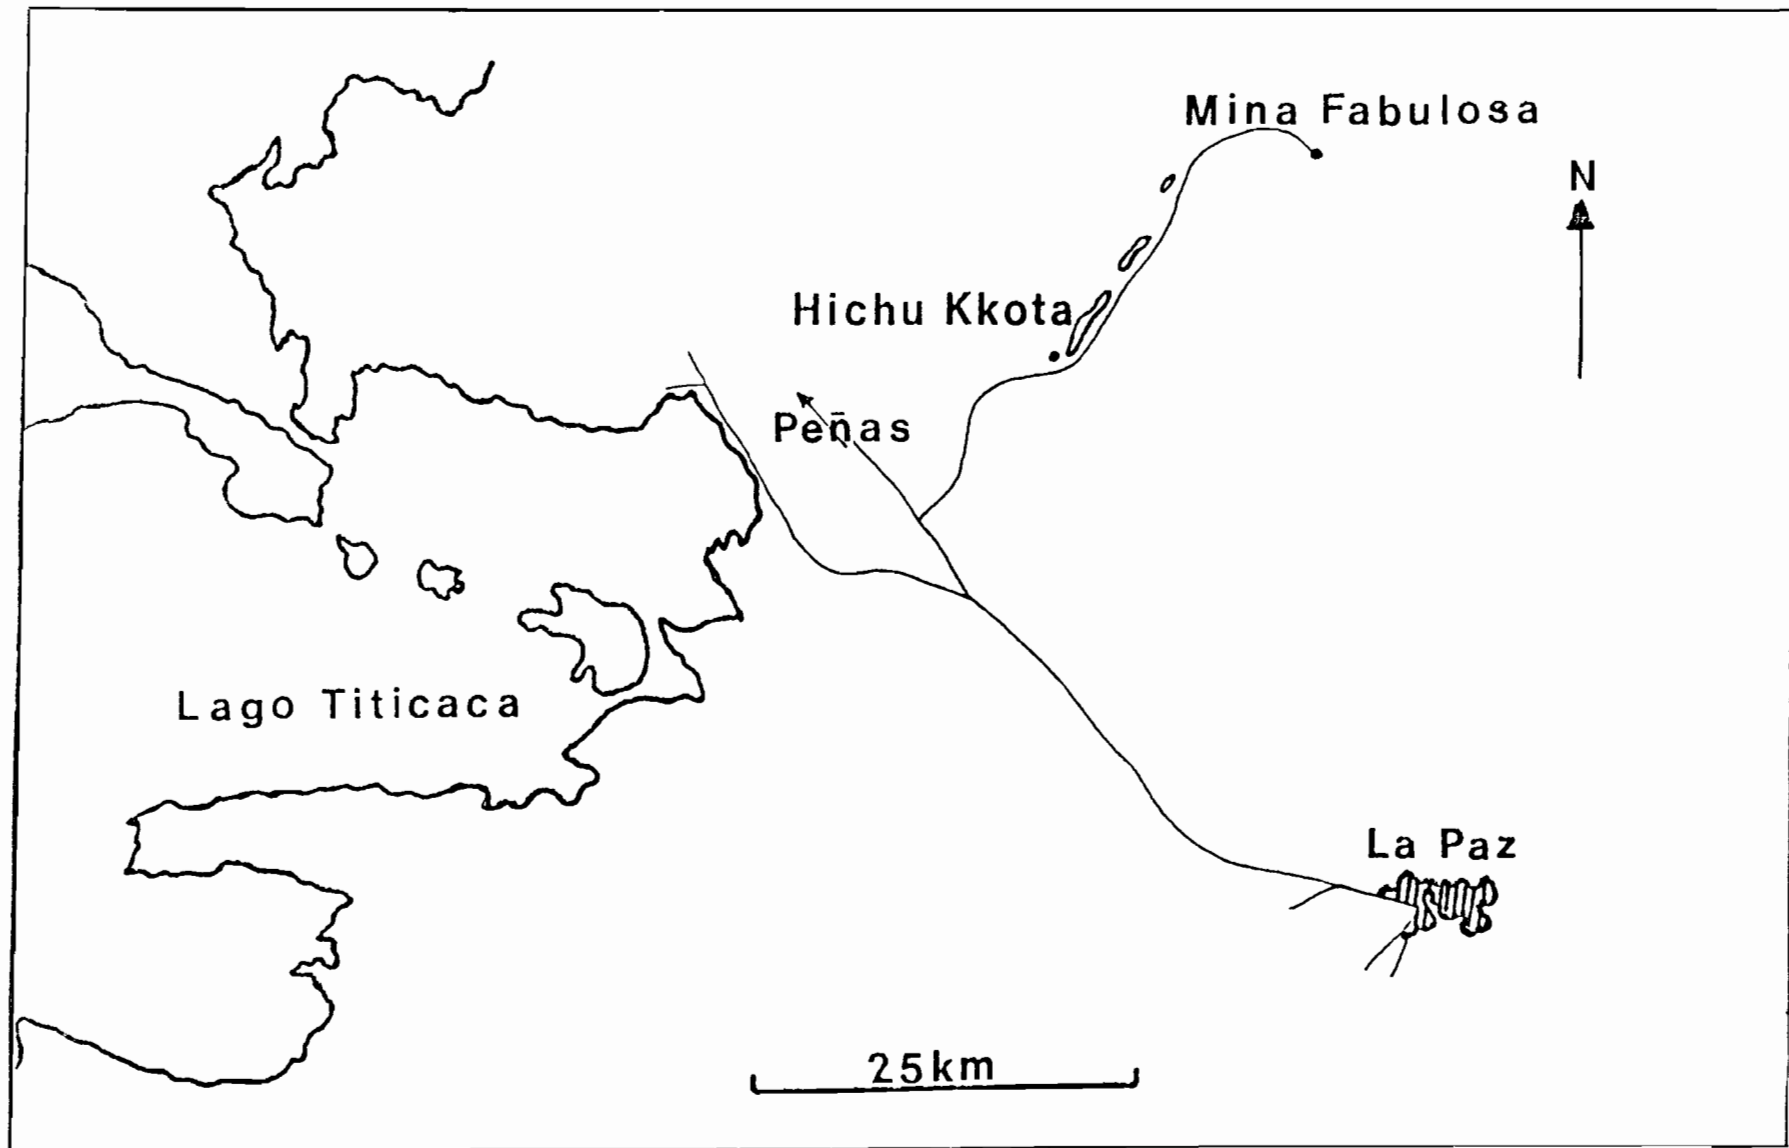 Mina Fabulosa
N
Hichu Kkota
Peñas
Lago Titicaca
La Paz
25km